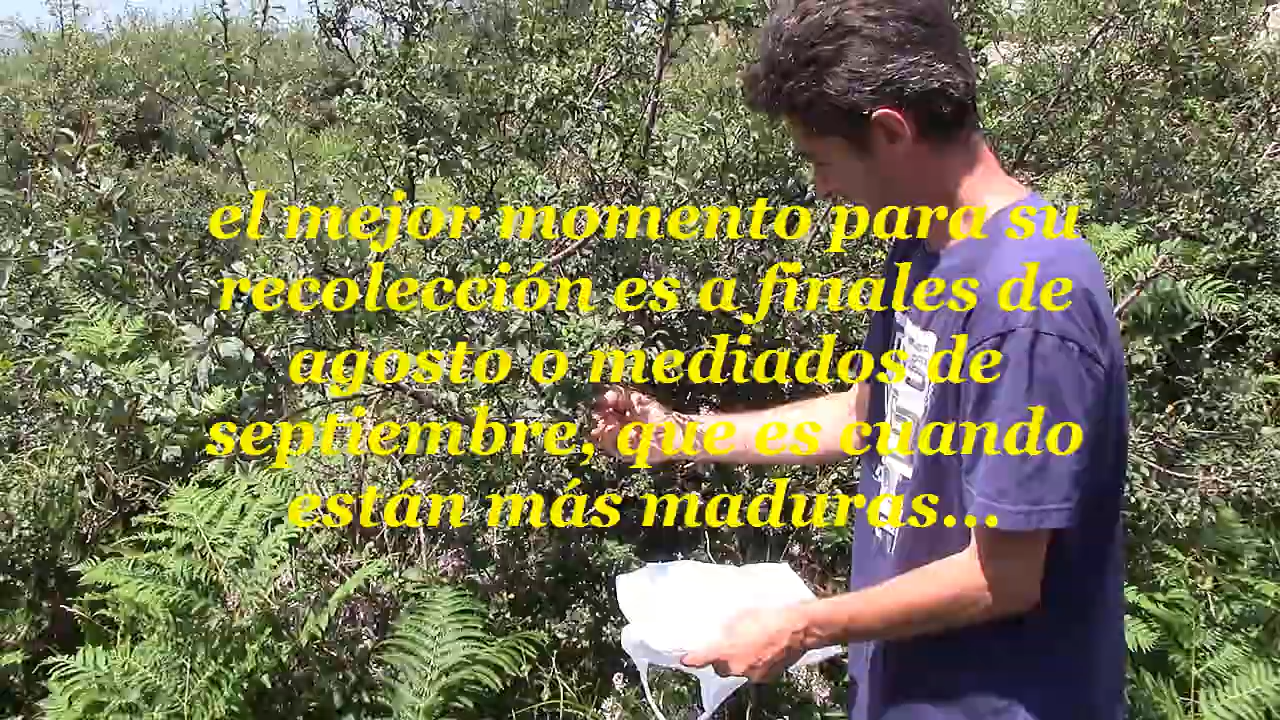 el mejor momento para su
recolección es a finales de
agosto o mediados de
septiembre, que es cuando
están más maduras...